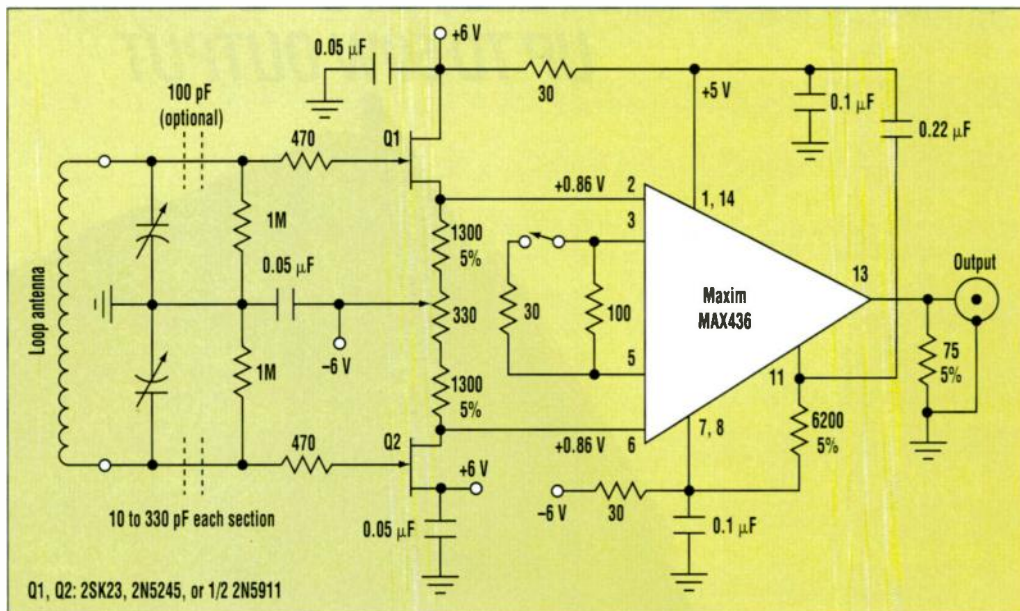 0.05 µF
+6 V
30
+5 V
0.1 µF
0.22 µF
100 pF
(optional)
470
Q1
+0.86 V
2
1, 14
3
1M
1300
5%
0.05 µF
Loop antenna
330
−6 V
30
100
Maxim
MAX436
13
Output
75
5%
1M
1300
5%
5
11
470
Q2
+0.86 V
6
7, 8
6200
5%
+6 V
−6 V
30
0.1 µF
10 to 330 pF each section
0.05 µF
Q1, Q2: 2SK23, 2N5245, or 1/2 2N5911